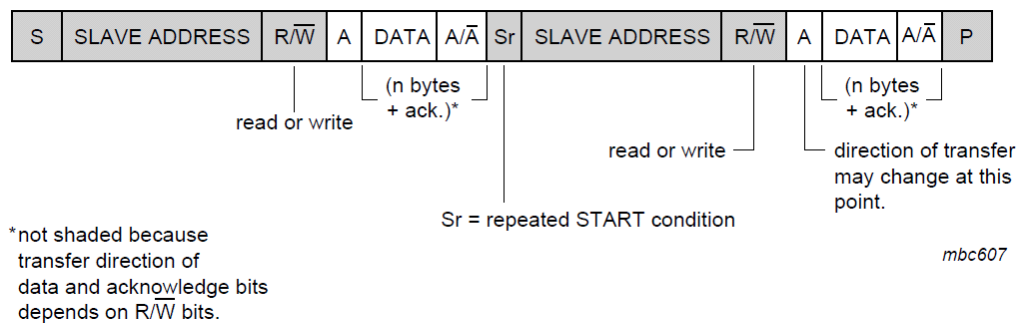 S SLAVE ADDRESS R/W̅ A DATA A/A̅ Sr SLAVE ADDRESS R/W̅ A DATA A/A̅ P
(n bytes
+ ack.)*
(n bytes
+ ack.)*
read or write
read or write
direction of transfer
may change at this
point.
Sr = repeated START condition
*not shaded because
transfer direction of
data and acknowledge bits
depends on R/W̅ bits.
mbc607